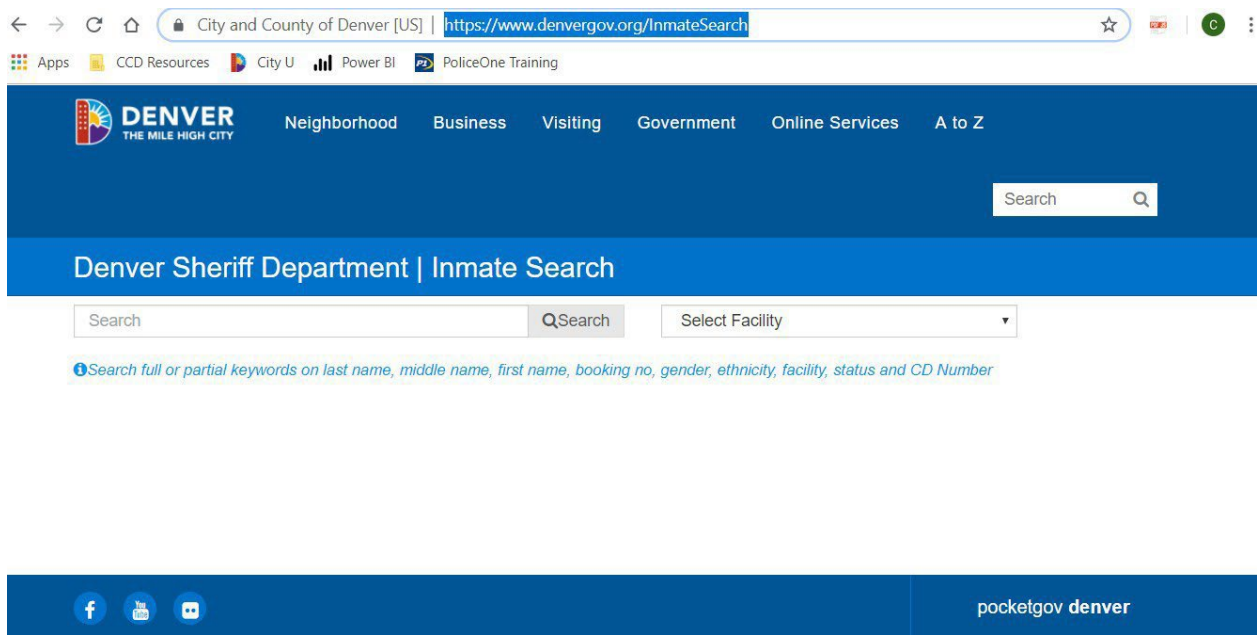 City and County of Denver [US] | https://www.denvergov.org/InmateSearch
Apps CCD Resources City U Power BI PoliceOne Training
DENVER
THE MILE HIGH CITY
Neighborhood Business Visiting Government Online Services A to Z
Search
Denver Sheriff Department | Inmate Search
Search Search Select Facility
Search full or partial keywords on last name, middle name, first name, booking no, gender, ethnicity, facility, status and CD Number
f You Tube pocketgov denver